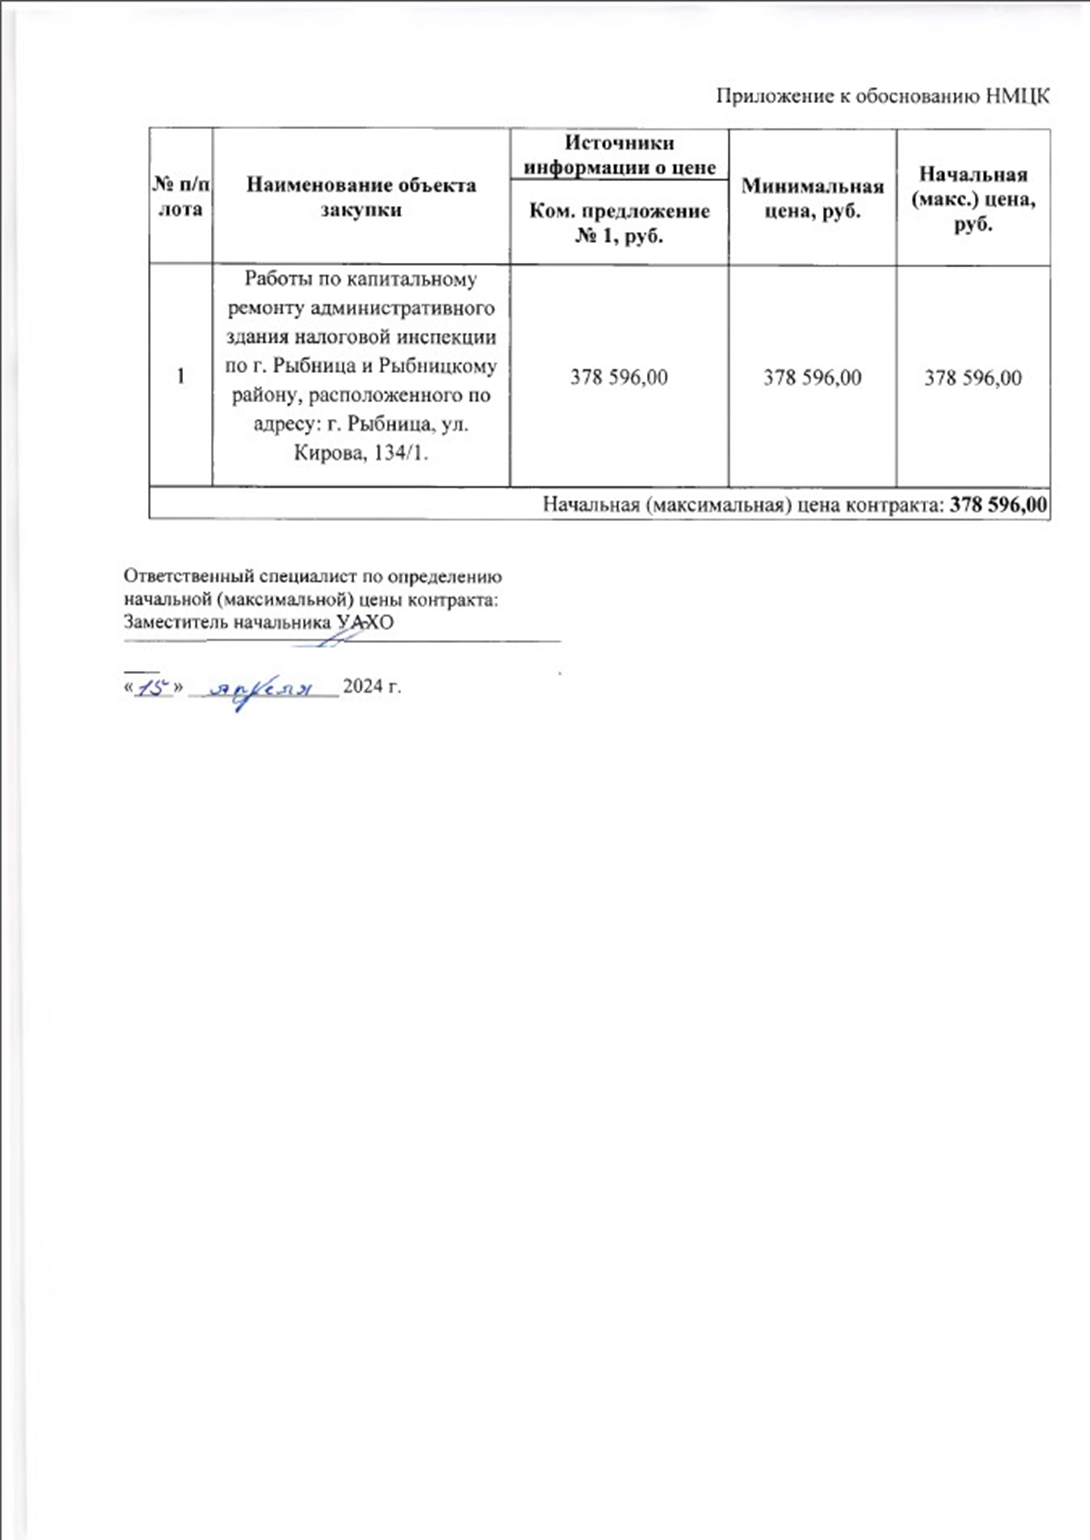 Приложение к обоснованию НМЦК
№ п/п
лота
Наименование объекта
закупки
Источники
информации о цене
Ком. предложение
№ 1, руб.
Минимальная
цена, руб.
Начальная
(макс.) цена,
руб.
1
Работы по капитальному
ремонту административного
здания налоговой инспекции
по г. Рыбница и Рыбницкому
району, расположенного по
адресу: г. Рыбница, ул.
Кирова, 134/1.
378 596,00
378 596,00
378 596,00
Начальная (максимальная) цена контракта: 378 596,00
Ответственный специалист по определению
начальной (максимальной) цены контракта:
Заместитель начальника УАХО
«15» апреля 2024 г.